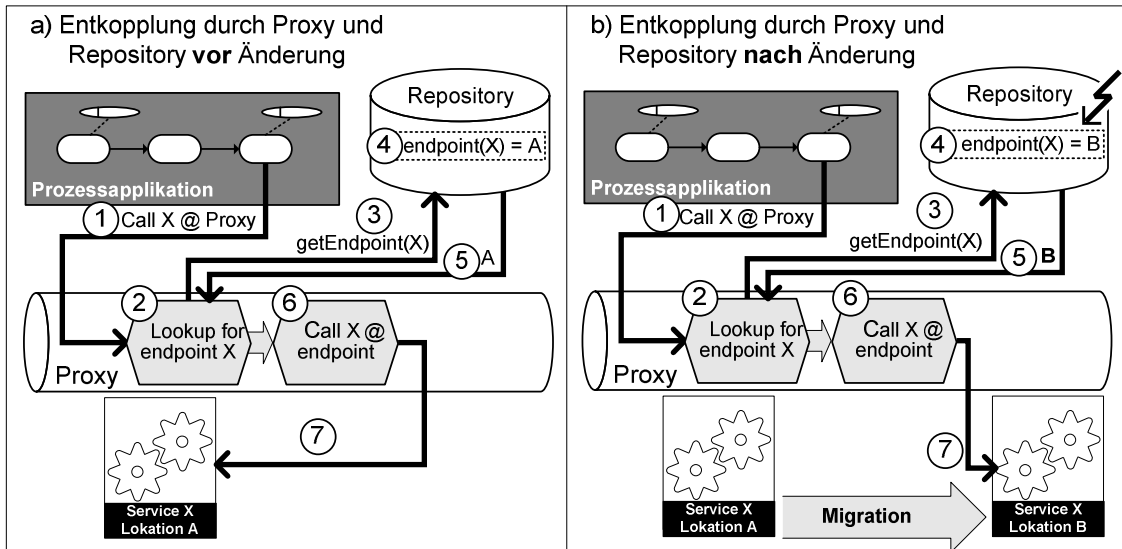 a) Entkopplung durch Proxy und
Repository vor Änderung
Repository
4 endpoint(X) = A
Prozessapplikation
1 Call X @ Proxy
3
getEndpoint(X)
5 A
2
6
Lookup for
endpoint X
Call X @
endpoint
Proxy
7
Service X
Lokation A
b) Entkopplung durch Proxy und
Repository nach Änderung
Repository
4 endpoint(X) = B
Prozessapplikation
1 Call X @ Proxy
3
getEndpoint(X)
5 B
2
6
Lookup for
endpoint X
Call X @
endpoint
Proxy
7
Service X
Lokation A
Migration
Service X
Lokation B